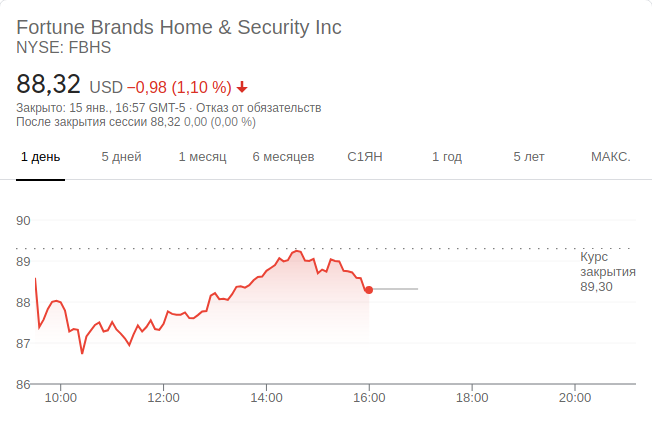 Fortune Brands Home & Security Inc
NYSE: FBHS
88,32 USD −0,98 (1,10 %)
Закрыто: 15 янв., 16:57 GMT-5 · Отказ от обязательств
После закрытия сессии 88,32 0,00 (0,00 %)
1 день 5 дней 1 месяц 6 месяцев С1ЯН 1 год 5 лет МАКС.
90
89
88
87
86
Курс
закрытия
89,30
10:00 12:00 14:00 16:00 18:00 20:00